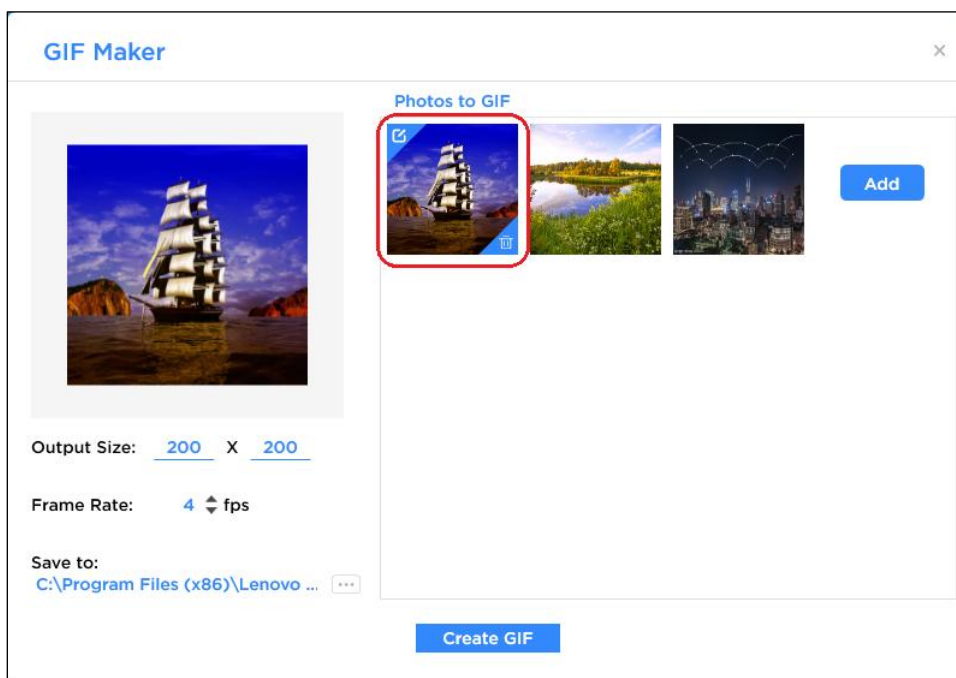 GIF Maker
Photos to GIF
Add
Output Size: 200 X 200
Frame Rate: 4 fps
Save to:
C:\Program Files (x86)\Lenovo ... 
Create GIF